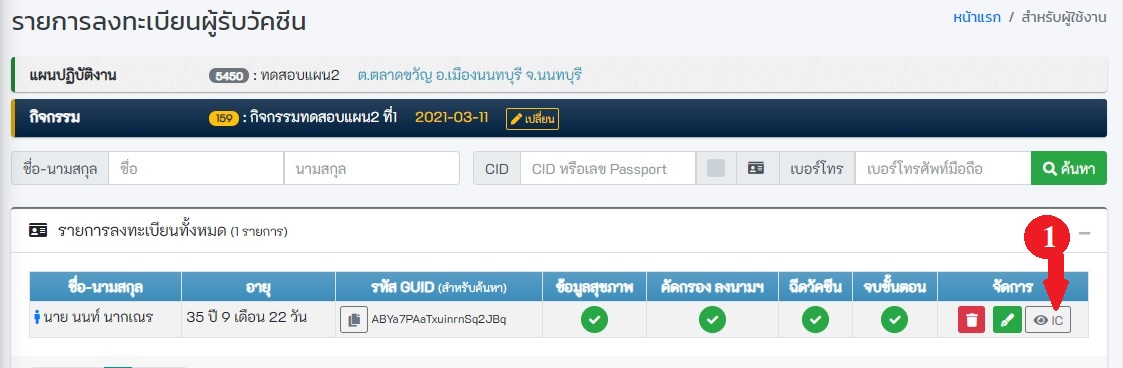 รายการลงทะเบียนผู้รับวัคซีน
หน้าแรก / สำหรับผู้ใช้งาน
แผนปฏิบัติงาน 5450 : ทดสอบแผน2 ต.ตลาดขวัญ อ.เมืองนนทบุรี จ.นนทบุรี
กิจกรรม 159 : กิจกรรมทดสอบแผน2 ที่1 2021-03-11 เปลี่ยน
ชื่อ-นามสกุล ชื่อ นามสกุล CID CID หรือเลข Passport เบอร์โทร เบอร์โทรศัพท์มือถือ ค้นหา
รายการลงทะเบียนทั้งหมด (1 รายการ)
1
ชื่อ-นามสกุล อายุ รหัส GUID (สำหรับค้นหา) ข้อมูลสุขภาพ คัดกรอง ลงนามฯ ฉีดวัคซีน จบขั้นตอน จัดการ
นาย นนท์ นากเณร 35 ปี 9 เดือน 22 วัน ABYa7PAaTxuinrnSq2JBq IC